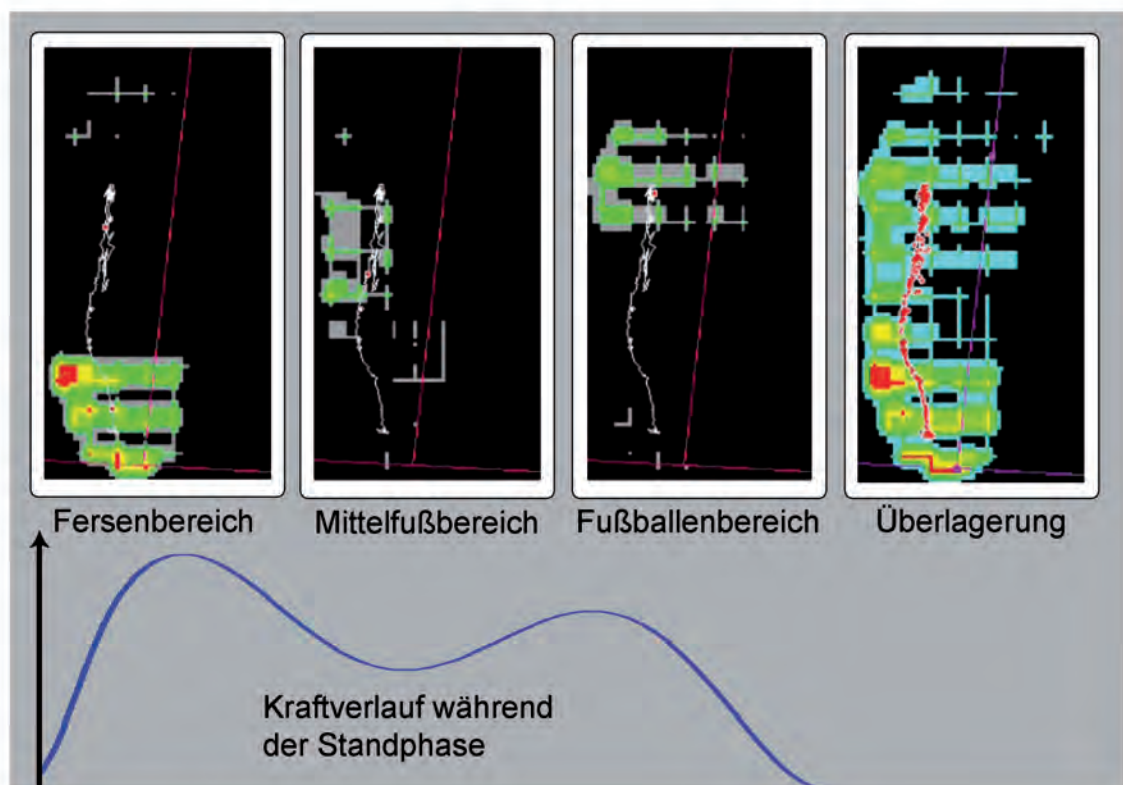 Fersenbereich
Mittelfußbereich
Fußballenbereich
Überlagerung
Kraftverlauf während
der Standphase